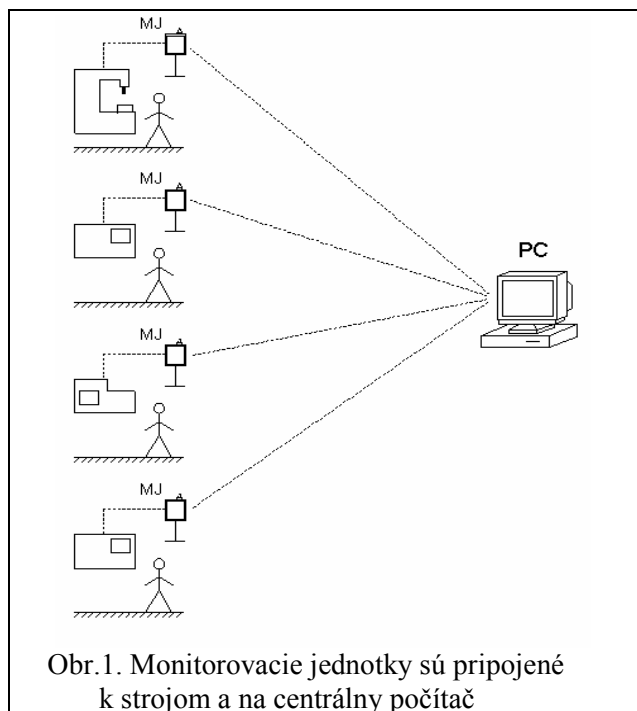 MJ
MJ
PC
MJ
MJ
Obr.1. Monitorovacie jednotky sú pripojené
k strojom a na centrálny počítač